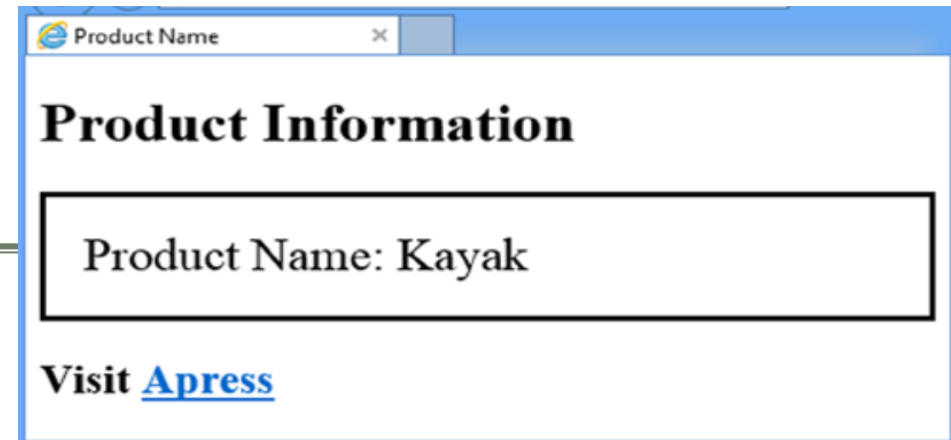 Product Name
Product Information
Product Name: Kayak
Visit Apress